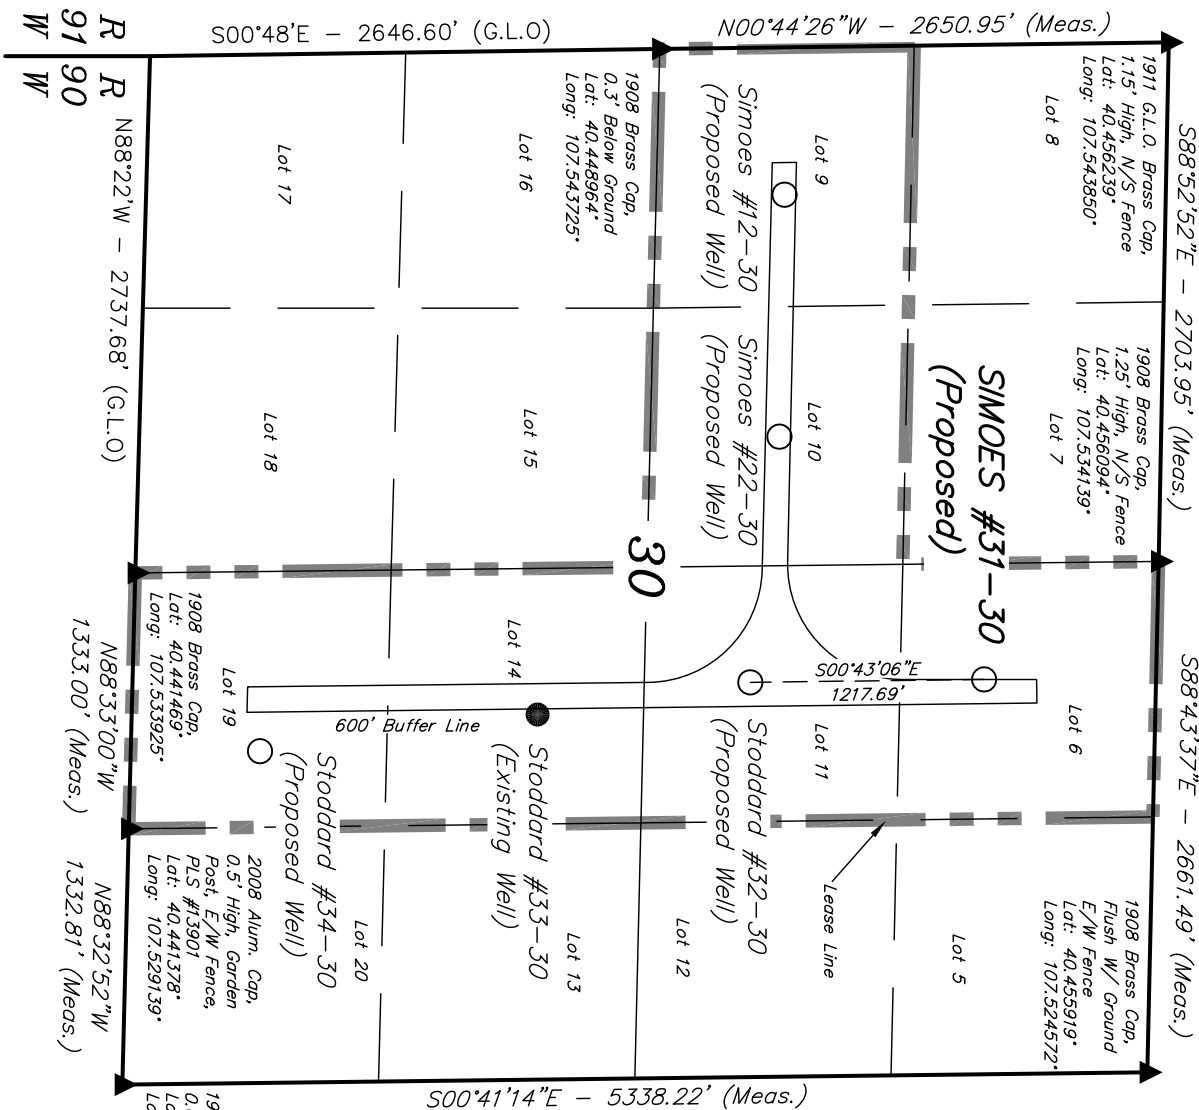 R R
91 90
W W
S00°48'E – 2646.60' (G.L.O)
N00°44'26"W – 2650.95' (Meas.)
S88°52'52"E – 2703.95' (Meas.)
S88°43'37"E – 2661.49' (Meas.)
1911 G.L.O. Brass Cap,
1.15' High, N/S Fence
Lat: 40.456239°
Long: 107.543850°
Lot 8
1908 Brass Cap,
1.25' High, N/S Fence
Lat: 40.456094°
Long: 107.534139°
Lot 7
Lot 6
1908 Brass Cap,
Flush W/ Ground
E/W Fence
Lat: 40.455919°
Long: 107.524572°
Lot 5
SIMOES #31–30
(Proposed)
Lot 9
Simoes #12–30
(Proposed Well)
Lot 10
Simoes #22–30
(Proposed Well)
S00°43'06"E
1217.69'
Lot 11
Stoddard #32–30
(Proposed Well)
Lease Line
Lot 12
1908 Brass Cap,
0.3' Below Ground
Lat: 40.448964°
Long: 107.543725°
30
Lot 16
Lot 15
Lot 14
Stoddard #33–30
(Existing Well)
Lot 13
600' Buffer Line
Lot 17
Lot 18
Lot 19
Stoddard #34–30
(Proposed Well)
Lot 20
1908 Brass Cap,
Lat: 40.441469°
Long: 107.533925°
2008 Alum. Cap,
0.5' High, Garden
Post, E/W Fence,
PLS #13901
Lat: 40.441378°
Long: 107.529139°
N88°22'W – 2737.68' (G.L.O)
N88°33'00"W
1333.00' (Meas.)
N88°32'52"W
1332.81' (Meas.)
S00°41'14"E – 5338.22' (Meas.)